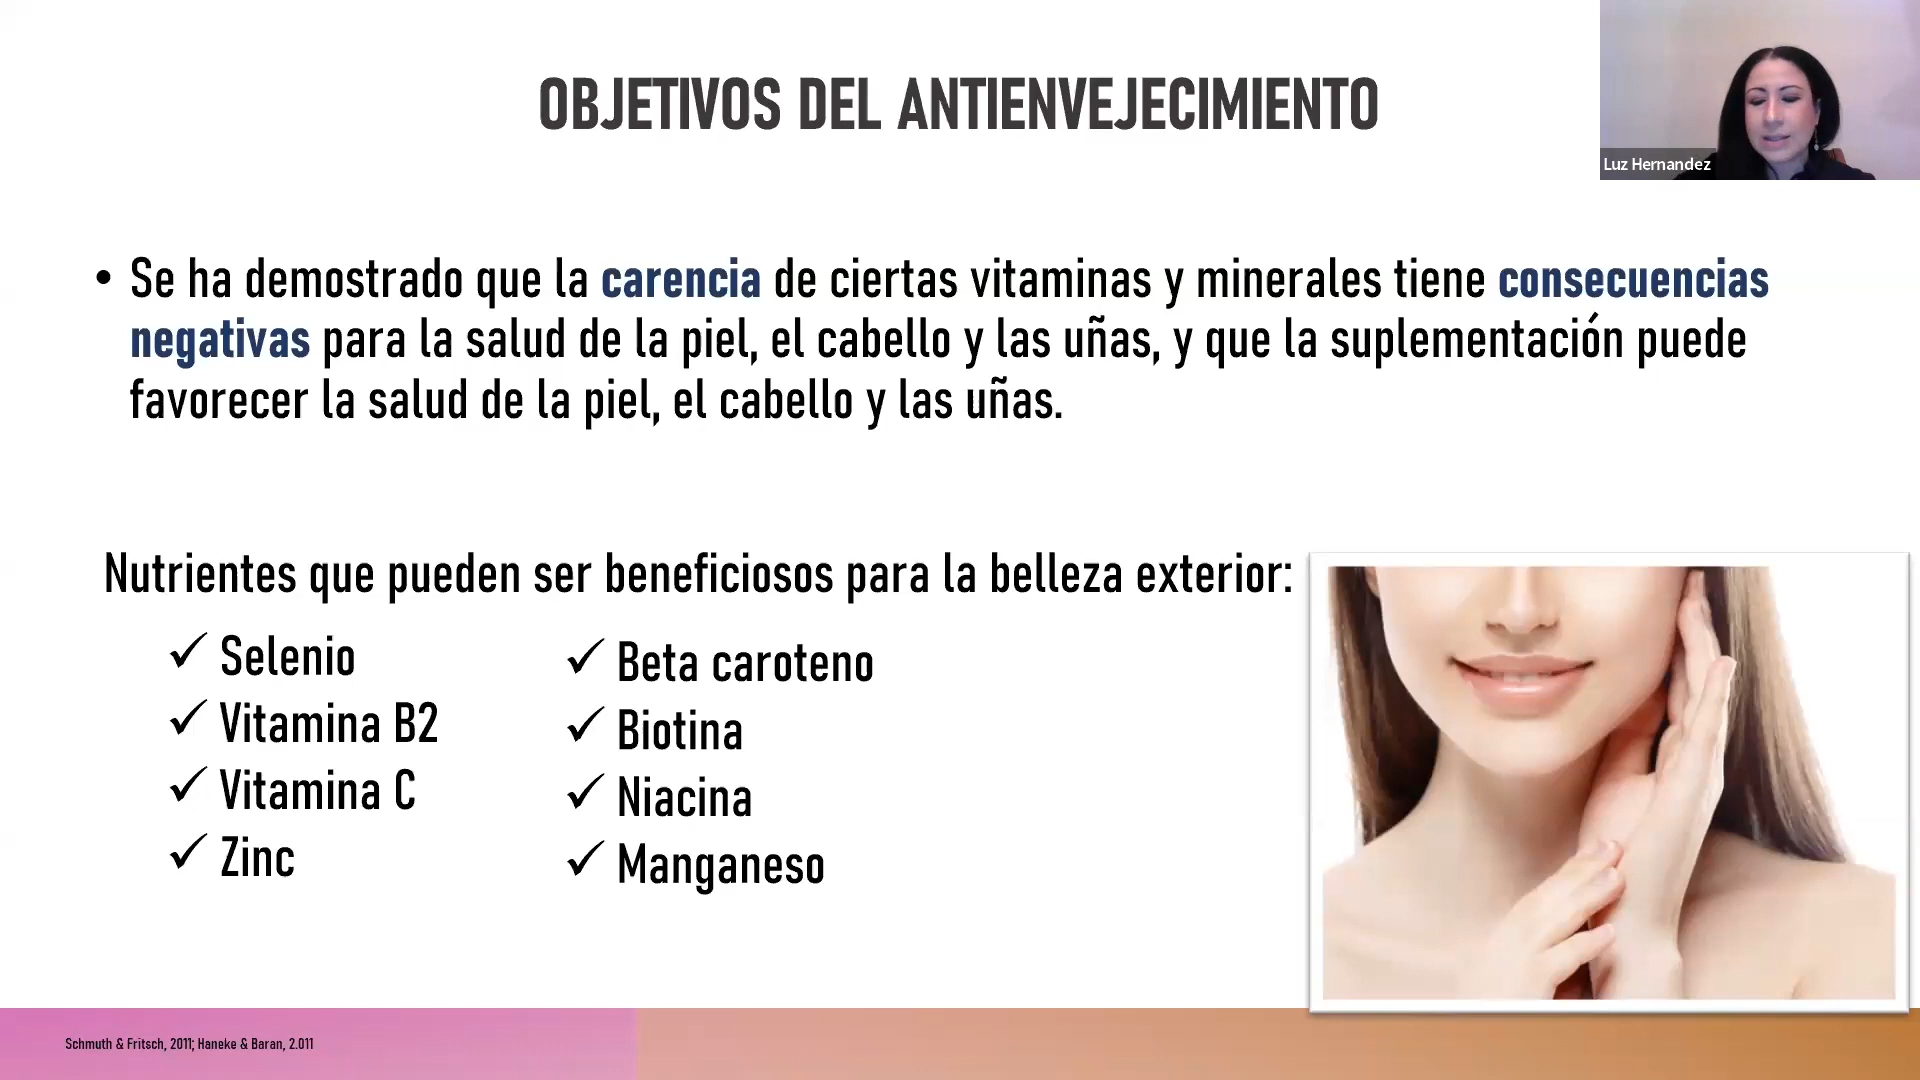 OBJETIVOS DEL ANTIENVEJECIMIENTO
Luz Hernandez
• Se ha demostrado que la carencia de ciertas vitaminas y minerales tiene consecuencias
negativas para la salud de la piel, el cabello y las uñas, y que la suplementación puede
favorecer la salud de la piel, el cabello y las uñas.
Nutrientes que pueden ser beneficiosos para la belleza exterior:
✓ Selenio
✓ Vitamina B2
✓ Vitamina C
✓ Zinc
✓ Beta caroteno
✓ Biotina
✓ Niacina
✓ Manganeso
Schmuth & Fritsch, 2011; Haneke & Baran, 2.011